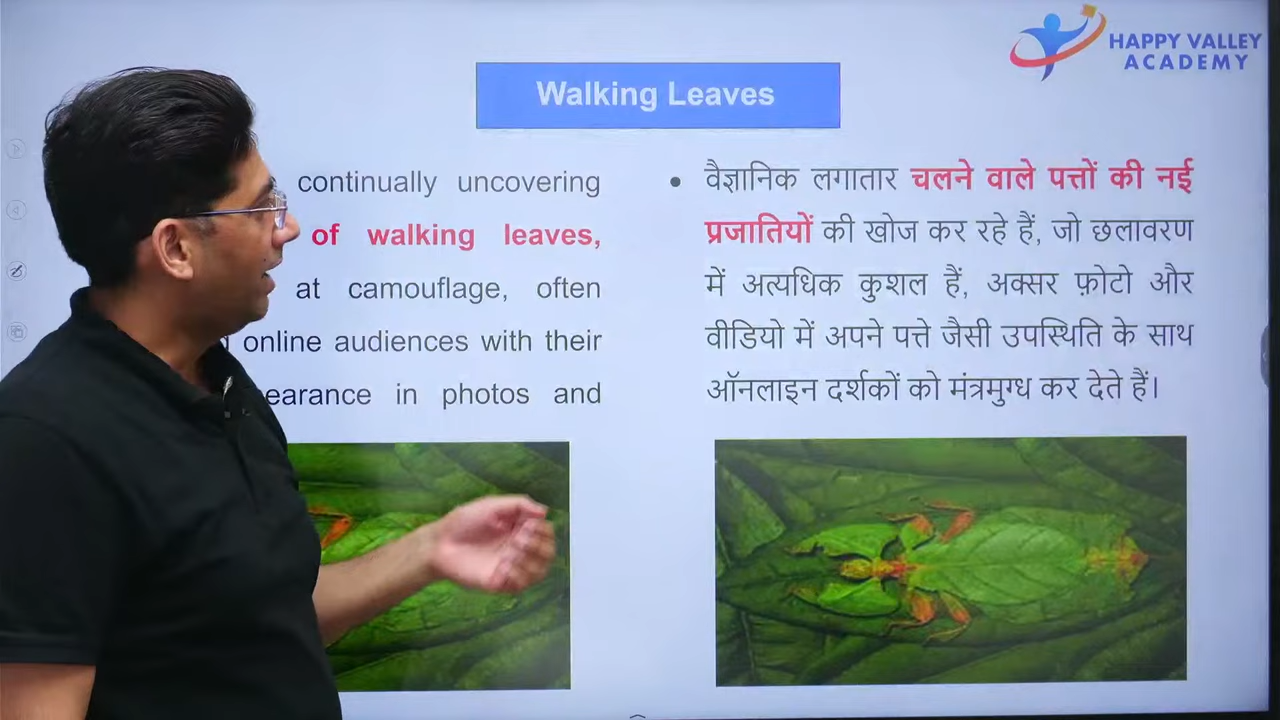 HAPPY VALLEY
ACADEMY
Walking Leaves
continually uncovering
of walking leaves,
at camouflage, often
online audiences with their
in photos and
वैज्ञानिक लगातार चलने वाले पत्तों की नई
प्रजातियों की खोज कर रहे हैं, जो छलावरण
में अत्यधिक कुशल हैं, अक्सर फ़ोटो और
वीडियो में अपने पत्ते जैसी उपस्थिति के साथ
ऑनलाइन दर्शकों को मंत्रमुग्ध कर देते हैं।